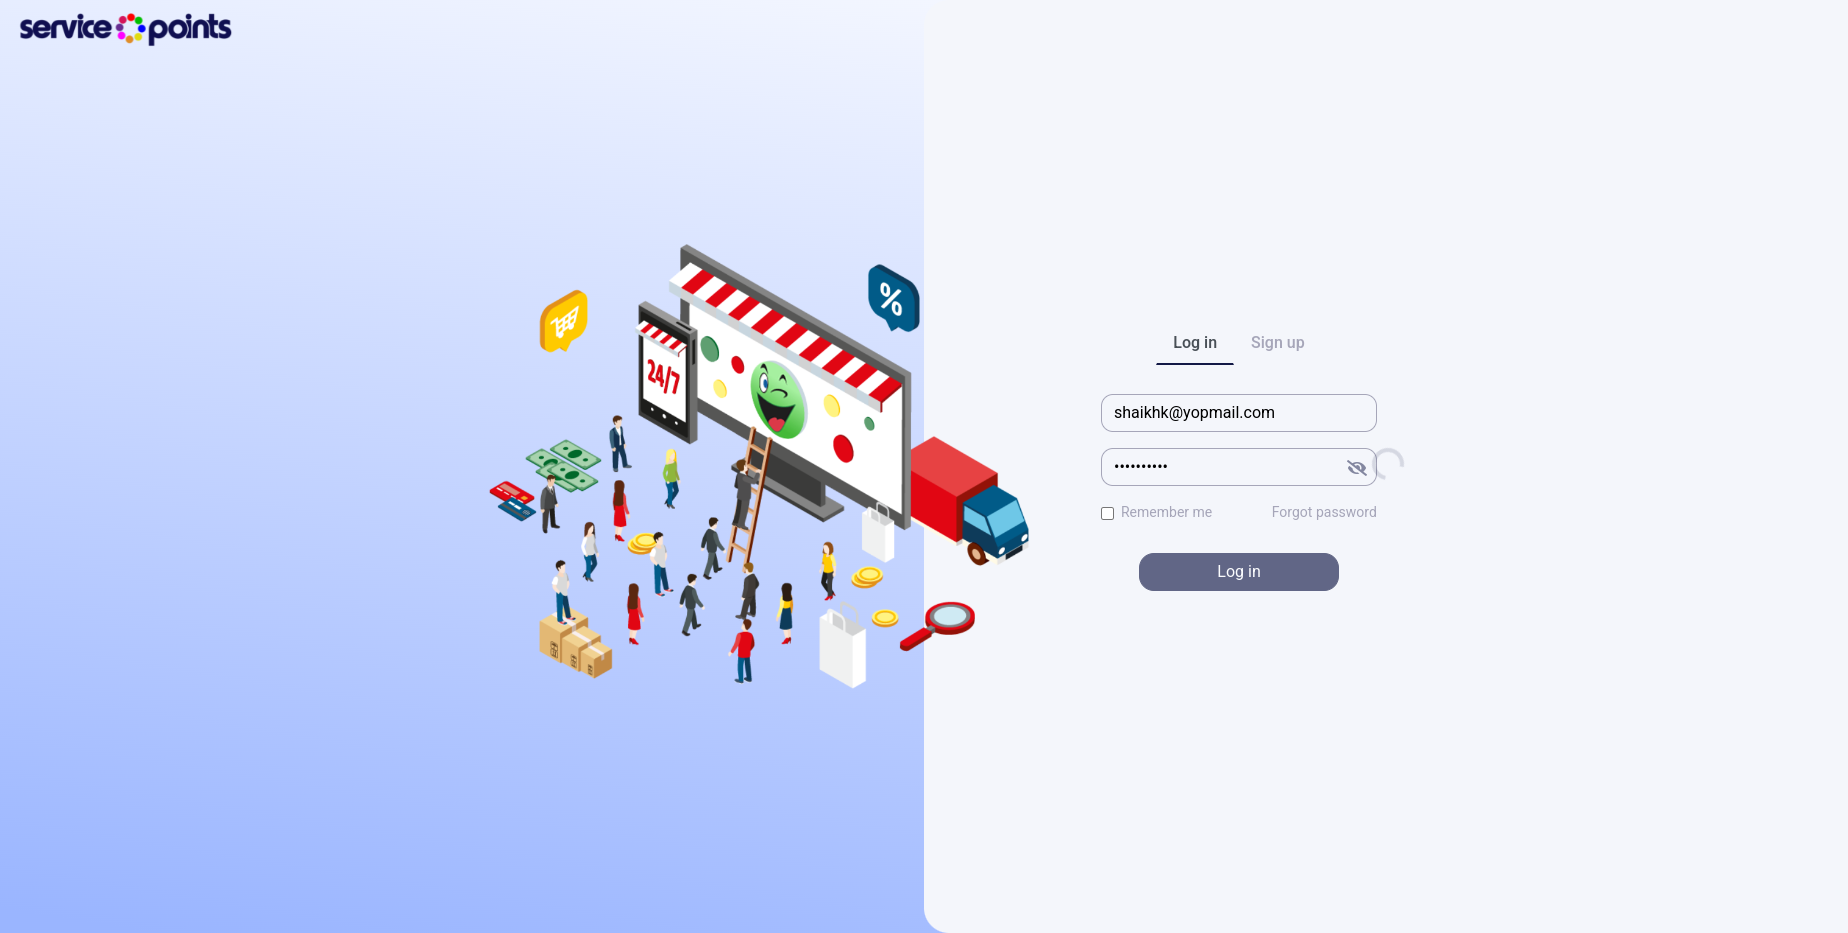 service points
%
24/7
Log in
Sign up
shaikhk@yopmail.com
••••••••••
Remember me
Forgot password
Log in